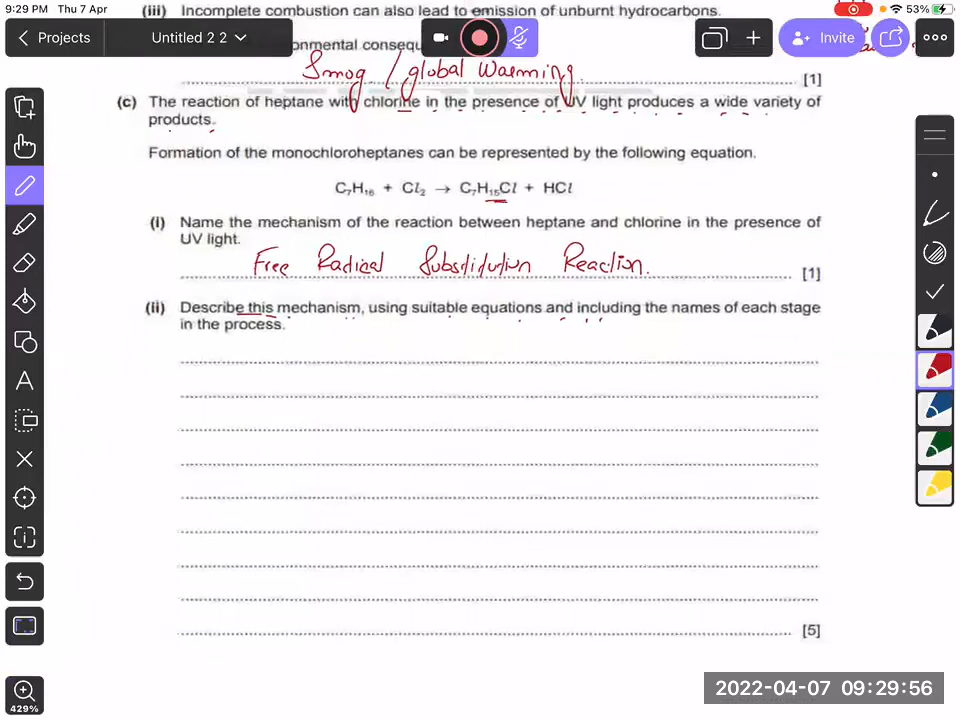 9:29 PM Thu 7 Apr
53%
(iii) Incomplete combustion can also lead to emission of unburnt hydrocarbons.
Projects
Untitled 2 2
Invite
onmental consequ
Smog / global Warming.
[1]
(c) The reaction of heptane with chlorine in the presence of UV light produces a wide variety of
products.
Formation of the monochloroheptanes can be represented by the following equation.
C₇H₁₆ + Cl₂ → C₇H₁₅Cl + HCl
(i) Name the mechanism of the reaction between heptane and chlorine in the presence of
UV light.
Free Radical Substitution Reaction.
[1]
(ii) Describe this mechanism, using suitable equations and including the names of each stage
in the process.
[5]
429%
2022-04-07 09:29:56